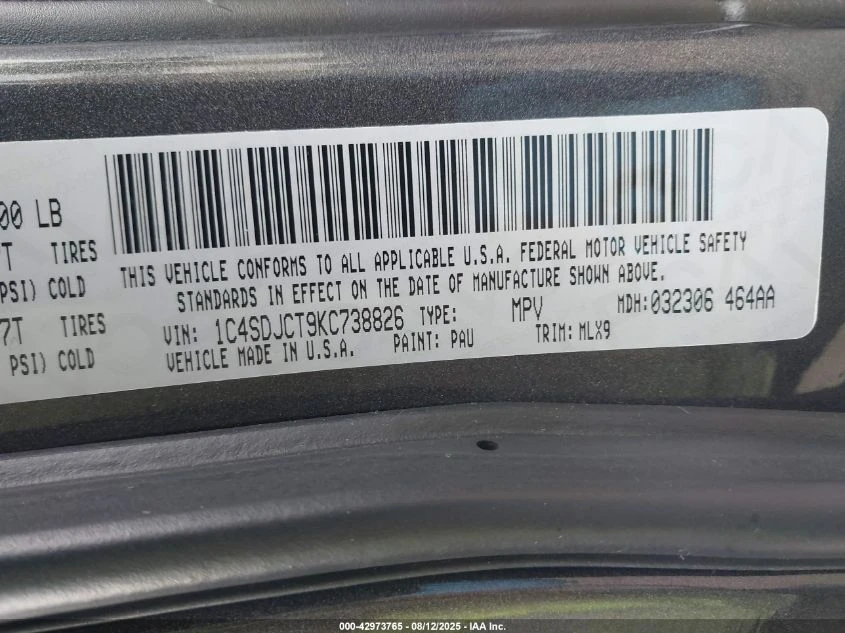 00 LB
T TIRES
PSI) COLD
7T TIRES
PSI) COLD
THIS VEHICLE CONFORMS TO ALL APPLICABLE U.S.A. FEDERAL MOTOR VEHICLE SAFETY
STANDARDS IN EFFECT ON THE DATE OF MANUFACTURE SHOWN ABOVE.
VIN: 1C4SDJCT9KC738826 TYPE: MPV MDH:032306 464AA
VEHICLE MADE IN U.S.A. PAINT: PAU TRIM: MLX9
000-42973765 - 08/12/2025 - IAA Inc.